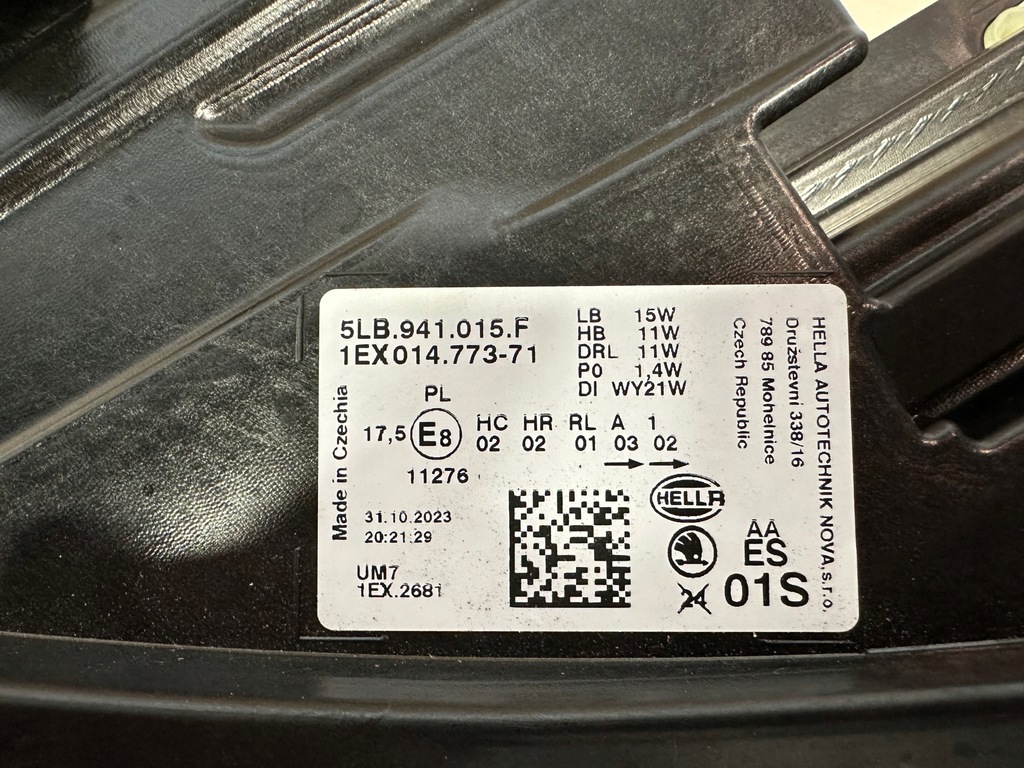 5LB.941.015.F
1EX 014.773-71
LB 15W
HB 11W
DRL 11W
PO 1,4W
DI WY21W
HELLA AUTOTECHNIK NOVA, s.r.o.
Družstevní 338/16
789 85 Mohelnice
Czech Republic
Made in Czechia
PL
17,5 E8 HC HR RL A 1
02 02 01 03 02
11276
31.10.2023
20:21:29
UM7
1EX.2681
HELLA
AA
ES
01S